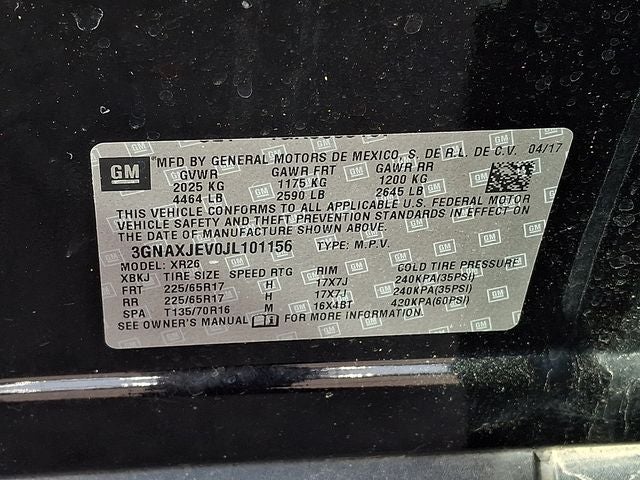 GM
MFD BY GENERAL MOTORS DE MEXICO, S. DE R.L. DE C.V. 04/17
GVWR GAWR FRT GAWR RR
2025 KG 1175 KG 1200 KG
4464 LB 2590 LB 2645 LB
THIS VEHICLE CONFORMS TO ALL APPLICABLE U.S. FEDERAL MOTOR
VEHICLE SAFETY AND THEFT PREVENTION STANDARDS IN EFFECT ON
THE DATE OF MANUFACTURE SHOWN ABOVE.
3GNAXJEV0JL101156 TYPE: M.P.V.
MODEL: XR26
XBKJ TIRE SIZE SPEED RTG RIM COLD TIRE PRESSURE
FRT 225/65R17 H 17X7J 240KPA(35PSI)
RR 225/65R17 H 17X7J 240KPA(35PSI)
SPA T135/70R16 M 16X4BT 420KPA(60PSI)
SEE OWNER'S MANUAL FOR MORE INFORMATION.